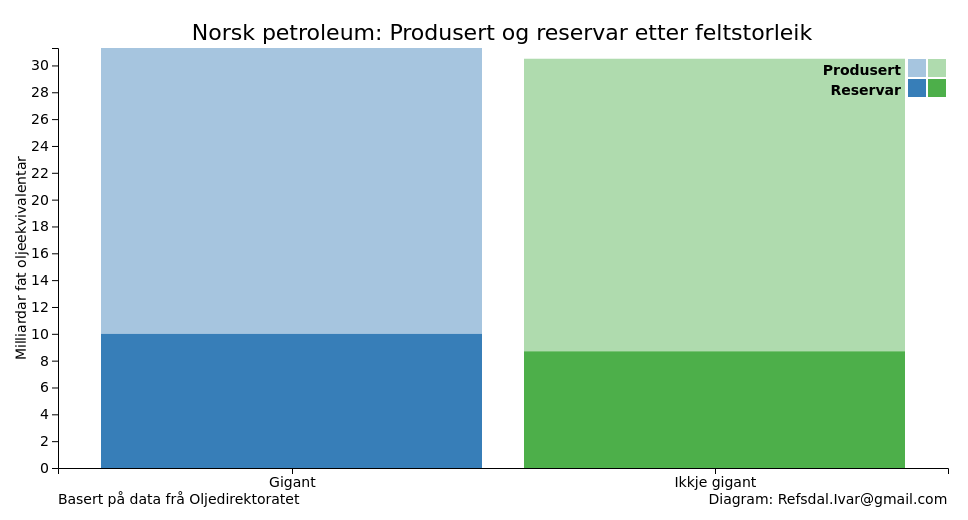 Norsk petroleum: Produsert og reservar etter feltstorleik
Produsert
Reservar
Milliardar fat oljeekvivalentar
30
28
26
24
22
20
18
16
14
12
10
8
6
4
2
0
Gigant
Ikkje gigant
Basert på data frå Oljedirektoratet
Diagram: Refsdal.Ivar@gmail.com